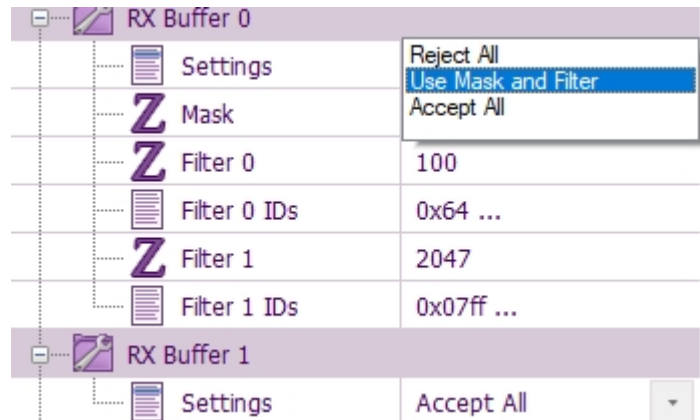 RX Buffer 0
Settings
Reject All
Use Mask and Filter
Accept All
Mask
Filter 0 100
Filter 0 IDs 0x64 ...
Filter 1 2047
Filter 1 IDs 0x07ff ...
RX Buffer 1
Settings Accept All